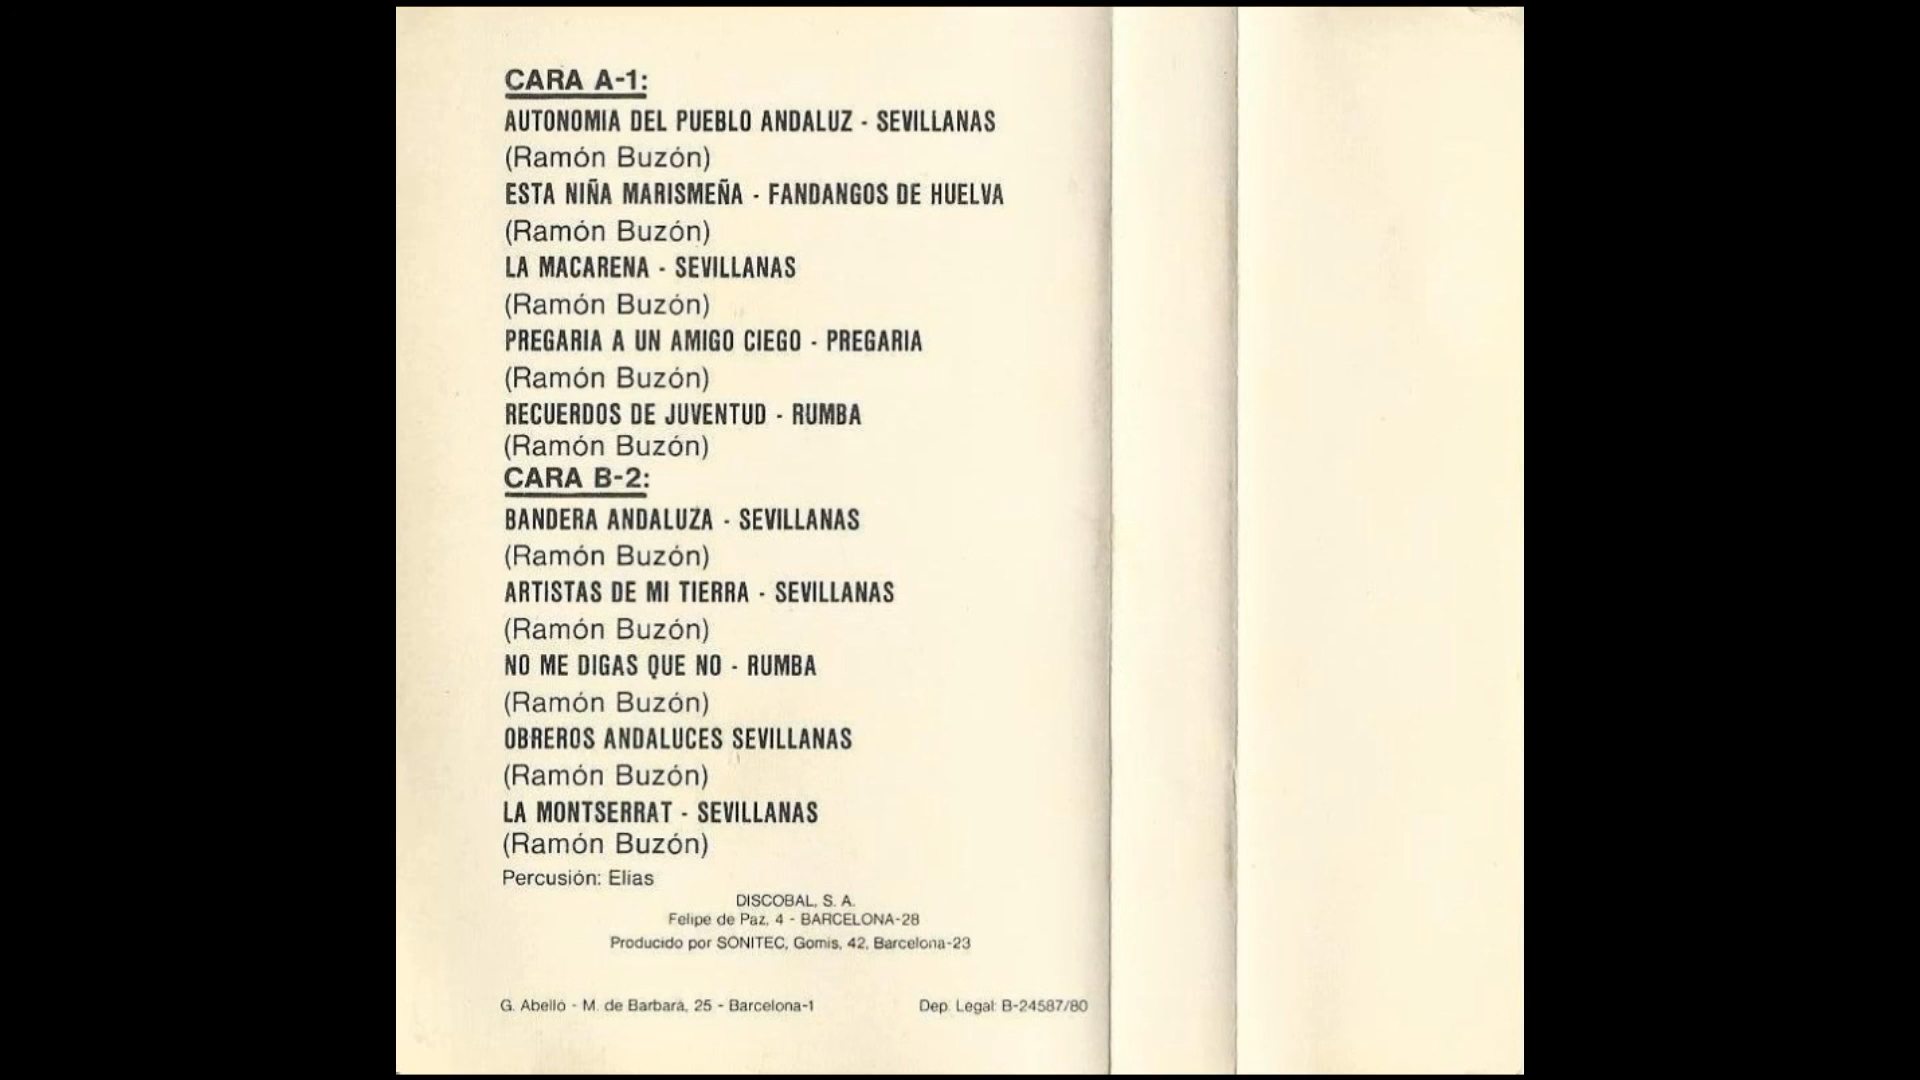 CARA A-1:
AUTONOMIA DEL PUEBLO ANDALUZ - SEVILLANAS
(Ramón Buzón)
ESTA NIÑA MARISMEÑA - FANDANGOS DE HUELVA
(Ramón Buzón)
LA MACARENA - SEVILLANAS
(Ramón Buzón)
PREGARIA A UN AMIGO CIEGO - PREGARIA
(Ramón Buzón)
RECUERDOS DE JUVENTUD - RUMBA
(Ramón Buzón)
CARA B-2:
BANDERA ANDALUZA - SEVILLANAS
(Ramón Buzón)
ARTISTAS DE MI TIERRA - SEVILLANAS
(Ramón Buzón)
NO ME DIGAS QUE NO - RUMBA
(Ramón Buzón)
OBREROS ANDALUCES SEVILLANAS
(Ramón Buzón)
LA MONTSERRAT - SEVILLANAS
(Ramón Buzón)
Percusión: Elias
DISCOBAL, S. A.
Felipe de Paz, 4 - BARCELONA-28
Producido por SONITEC, Gomis, 42, Barcelona-23
G. Abelló - M. de Barbará, 25 - Barcelona-1
Dep. Legal: B-24587/80